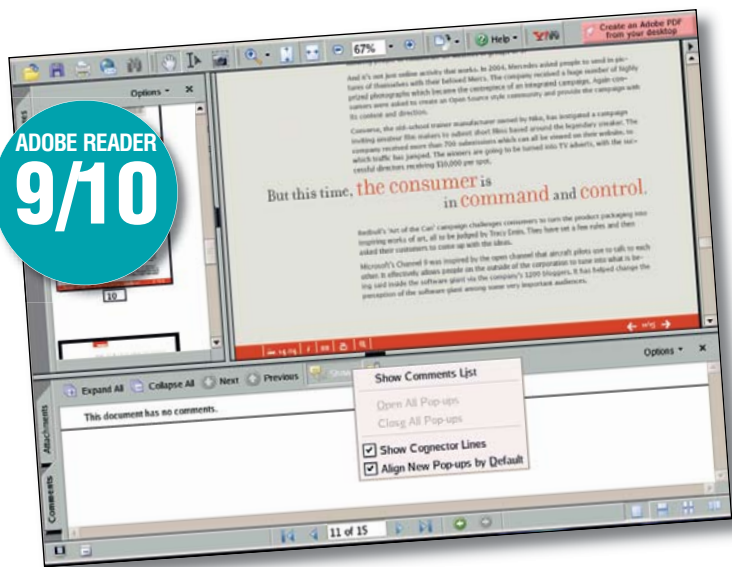 Create an Adobe PDF
from your desktop
67%
Help
Options
ADOBE READER
9/10
10
And it's not just online activity that works. In 2004, Mercedes asked people to send in pic-
tures of themselves with their beloved Mercs. The company received a huge number of highly
prized photographs which became the centrepiece of an integrated campaign. Again con-
sumers were asked to create an Open Source style community and provide the campaign with
its content and direction.
Converse, the old-school trainer manufacturer owned by Nike, has instigated a campaign
inviting amateur film makers to submit short films based around the legendary sneaker. The
company received more than 706 submissions which can all be viewed on their website, to
which traffic has jumped. The winners are going to be turned into TV adverts, with the suc-
cessful directors receiving $10,000 per spot.
But this time, the consumer is
in command and control.
Redbull's 'Art of the Can' campaign challenges consumers to turn the product packaging into
inspiring works of art, all to be judged by Tracy Emin. They have set a few rules and then
asked their customers to come up with the ideas.
Microsoft's Channel 9 was inspired by the open channel that aircraft pilots use to talk to each
other. It effectively allows people on the outside of the corporation to tune into what is be-
ing said inside the software giant via the company's 1200 bloggers. It has helped change the
perception of the software giant among some very important audiences.
Expand All Collapse All Next Previous
Options
This document has no comments.
Show Comments List
Open All Pop-ups
Close All Pop-ups
Show Connector Lines
Align New Pop-ups by Default
Attachments
Comments
11 of 15